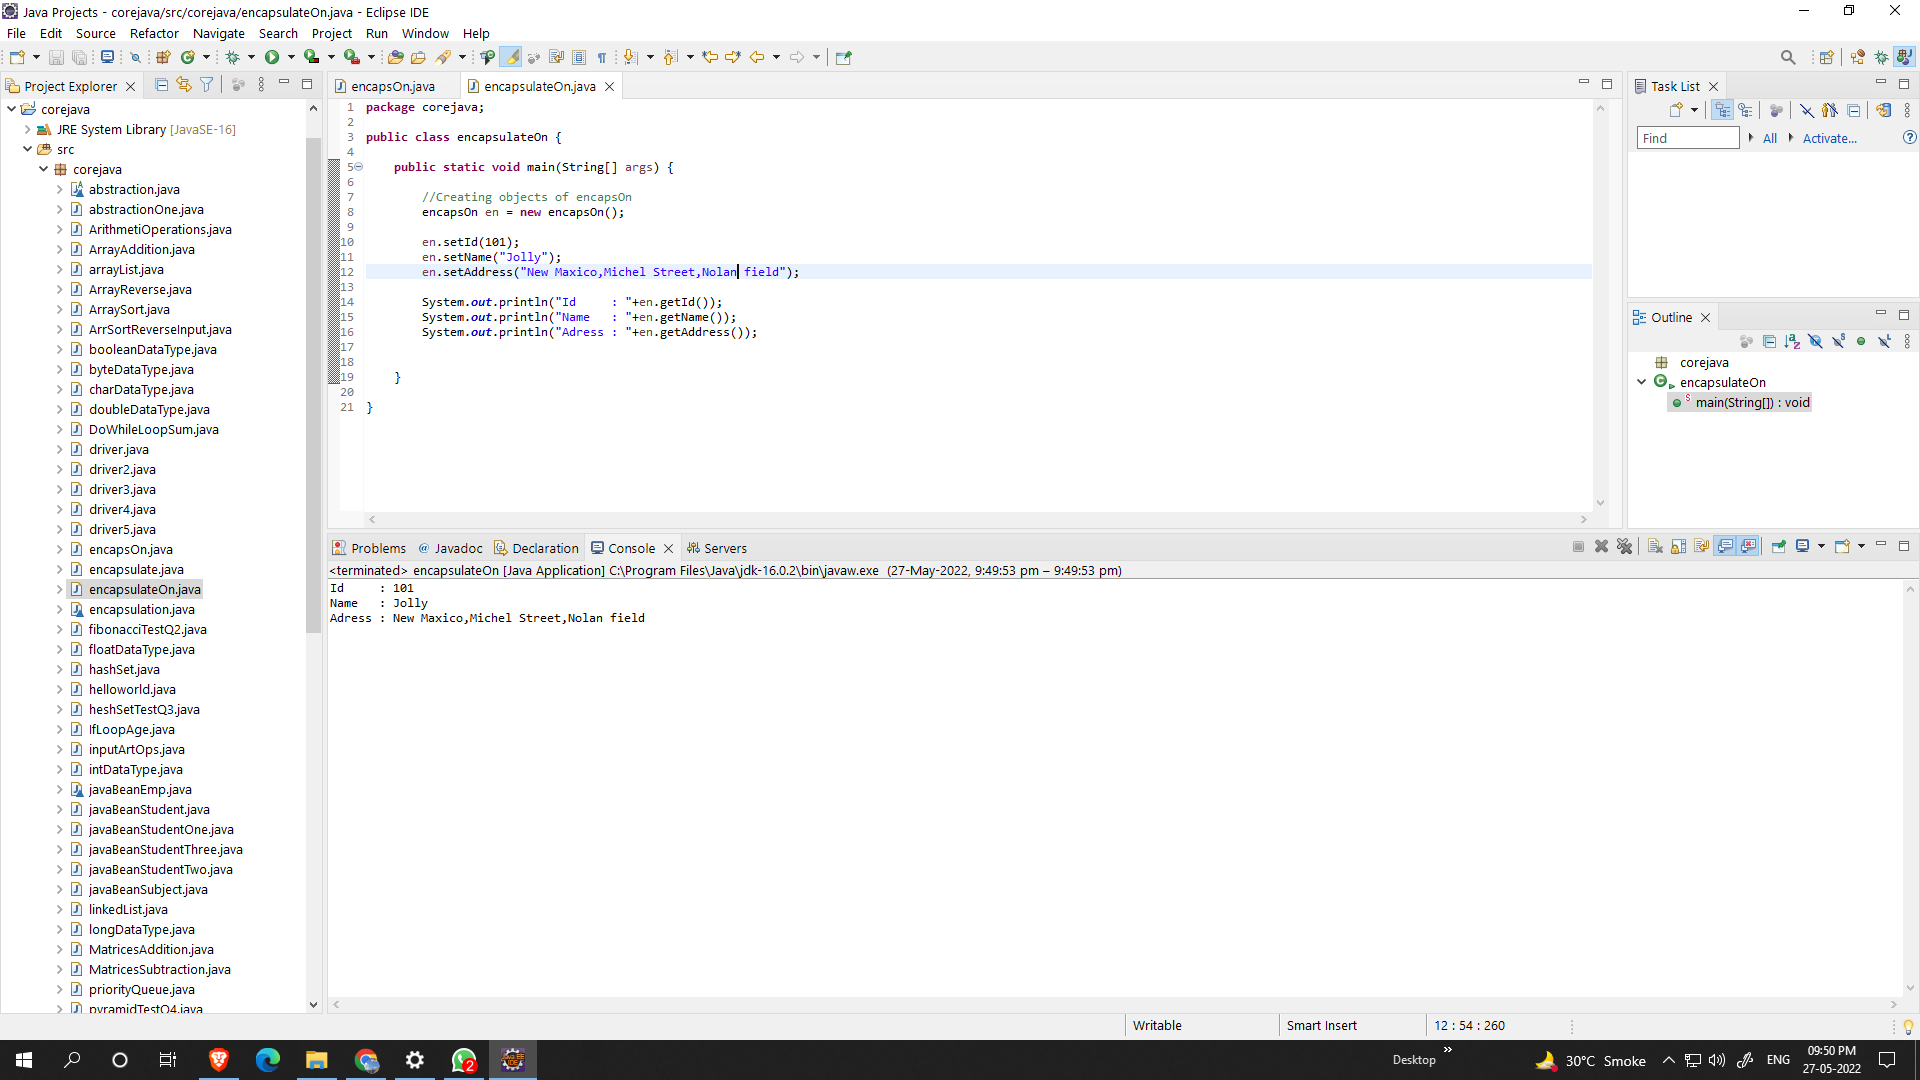 Java Projects - corejava/src/corejava/encapsulateOn.java - Eclipse IDE
File Edit Source Refactor Navigate Search Project Run Window Help
Project Explorer
corejava
JRE System Library [JavaSE-16]
src
corejava
abstraction.java
abstractionOne.java
ArithmetiOperations.java
ArrayAddition.java
arrayList.java
ArrayReverse.java
ArraySort.java
ArrSortReverseInput.java
booleanDataType.java
byteDataType.java
charDataType.java
doubleDataType.java
DoWhileLoopSum.java
driver.java
driver2.java
driver3.java
driver4.java
driver5.java
encapsOn.java
encapsulate.java
encapsulateOn.java
encapsulation.java
fibonacciTestQ2.java
floatDataType.java
hashSet.java
helloworld.java
heshSetTestQ3.java
IfLoopAge.java
inputArtOps.java
intDataType.java
javaBeanEmp.java
javaBeanStudent.java
javaBeanStudentOne.java
javaBeanStudentThree.java
javaBeanStudentTwo.java
javaBeanSubject.java
linkedList.java
longDataType.java
MatricesAddition.java
MatricesSubtraction.java
priorityQueue.java
pyramidTestQ4.java
encapsOn.java encapsulateOn.java
1 package corejava;
2
3 public class encapsulateOn {
4
5 public static void main(String[] args) {
6
7 //Creating objects of encapsOn
8 encapsOn en = new encapsOn();
9
10 en.setId(101);
11 en.setName("Jolly");
12 en.setAddress("New Maxico,Michel Street,Nolan field");
13
14 System.out.println("Id     : "+en.getId());
15 System.out.println("Name   : "+en.getName());
16 System.out.println("Adress : "+en.getAddress());
17
18
19 }
20
21 }
Problems Javadoc Declaration Console Servers
<terminated> encapsulateOn [Java Application] C:\Program Files\Java\jdk-16.0.2\bin\javaw.exe (27-May-2022, 9:49:53 pm – 9:49:53 pm)
Id     : 101
Name   : Jolly
Adress : New Maxico,Michel Street,Nolan field
Task List
Find All Activate...
Outline
corejava
encapsulateOn
main(String[]) : void
Writable Smart Insert 12 : 54 : 260
2 Desktop 30°C Smoke ENG 09:50 PM
27-05-2022